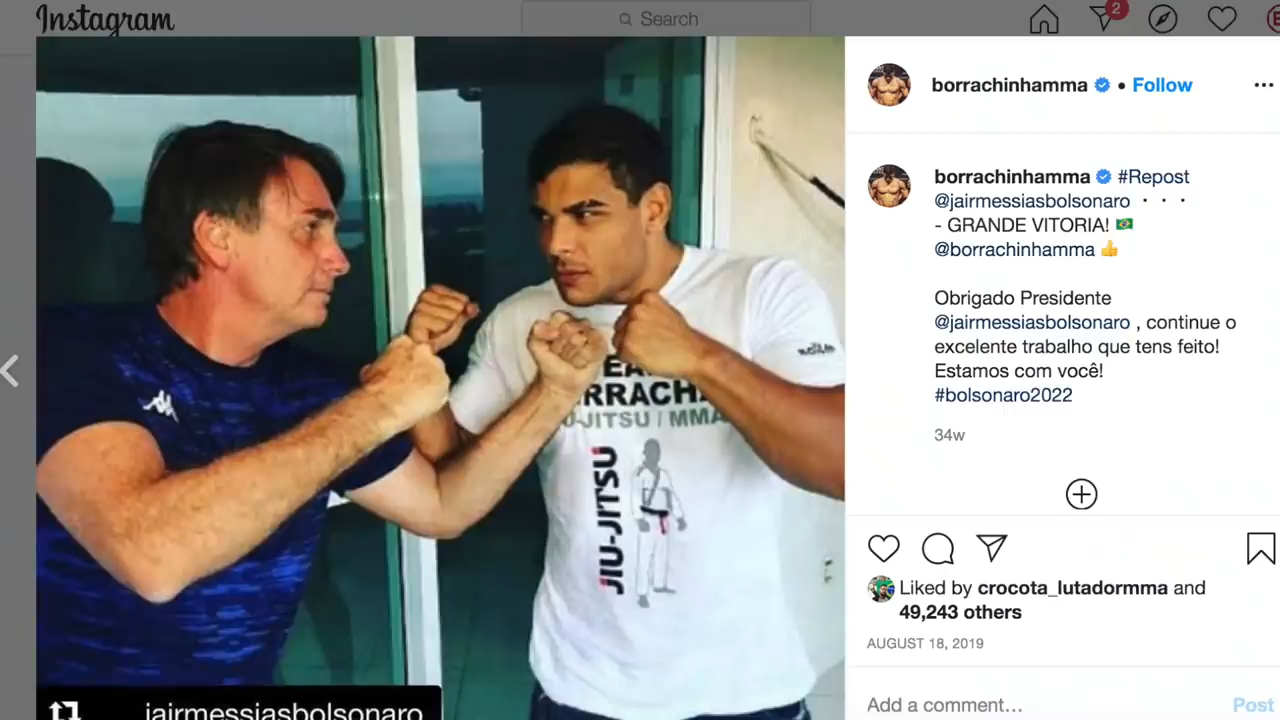 Instagram
Search
2
borrachinhamma • Follow
borrachinhamma #Repost
@jairmessiasbolsonaro • • •
- GRANDE VITORIA! 🇧🇷
@borrachinhamma 👍
Obrigado Presidente
@jairmessiasbolsonaro , continue o
excelente trabalho que tens feito!
Estamos com você!
#bolsonaro2022
34w
Liked by crocota_lutadormma and
49,243 others
AUGUST 18, 2019
Add a comment...
Post
U-JITSU / MMA
JIU-JITSU
jairmessiasbolsonaro